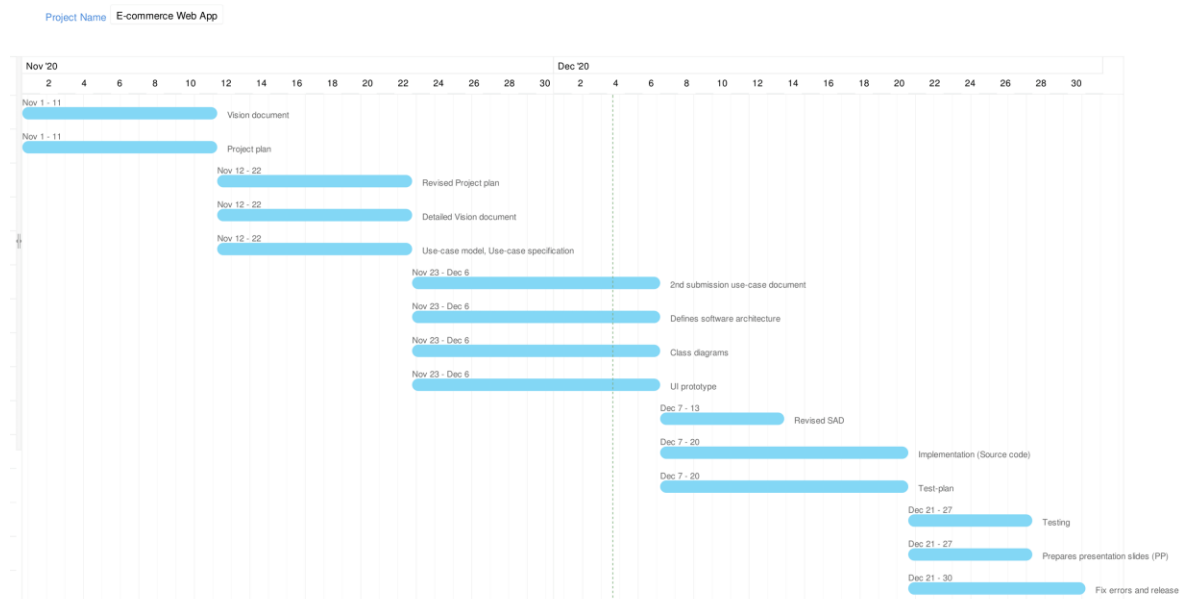 Project Name E-commerce Web App
Nov '20 Dec '20
2 4 6 8 10 12 14 16 18 20 22 24 26 28 30 2 4 6 8 10 12 14 16 18 20 22 24 26 28 30
Nov 1 - 11
Vision document
Nov 1 - 11
Project plan
Nov 12 - 22
Revised Project plan
Nov 12 - 22
Detailed Vision document
Nov 12 - 22
Use-case model, Use-case specification
Nov 23 - Dec 6
2nd submission use-case document
Nov 23 - Dec 6
Defines software architecture
Nov 23 - Dec 6
Class diagrams
Nov 23 - Dec 6
UI prototype
Dec 7 - 13
Revised SAD
Dec 7 - 20
Implementation (Source code)
Dec 7 - 20
Test-plan
Dec 21 - 27
Testing
Dec 21 - 27
Prepares presentation slides (PP)
Dec 21 - 30
Fix errors and release